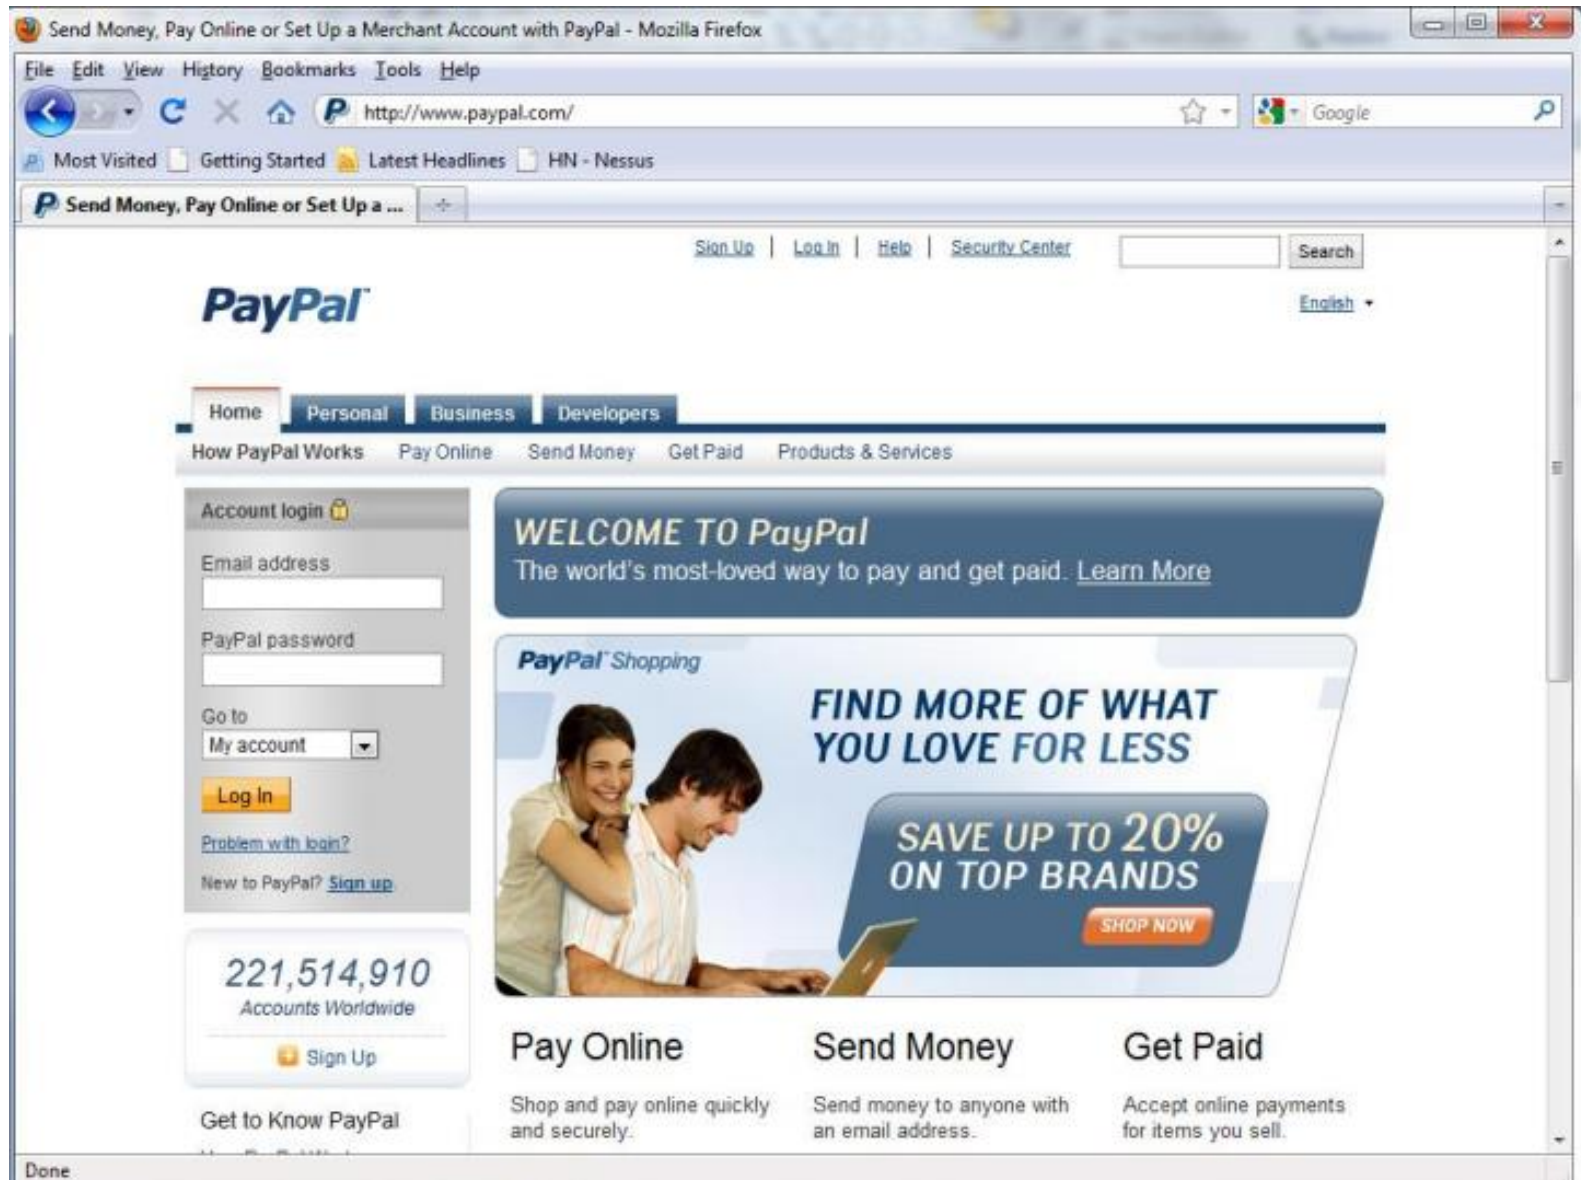 Send Money, Pay Online or Set Up a Merchant Account with PayPal - Mozilla Firefox
File Edit View History Bookmarks Tools Help
P http://www.paypal.com/ Google
Most Visited Getting Started Latest Headlines HN - Nessus
P Send Money, Pay Online or Set Up a ...
Sign Up | Log In | Help | Security Center Search
PayPal™
English
Home Personal Business Developers
How PayPal Works Pay Online Send Money Get Paid Products & Services
Account login
Email address
PayPal password
Go to
My account
Log In
Problem with login?
New to PayPal? Sign up
221,514,910
Accounts Worldwide
Sign Up
Get to Know PayPal
WELCOME TO PayPal
The world's most-loved way to pay and get paid. Learn More
PayPal™ Shopping
FIND MORE OF WHAT
YOU LOVE FOR LESS
SAVE UP TO 20%
ON TOP BRANDS
SHOP NOW
Pay Online
Shop and pay online quickly
and securely.
Send Money
Send money to anyone with
an email address.
Get Paid
Accept online payments
for items you sell.
Done